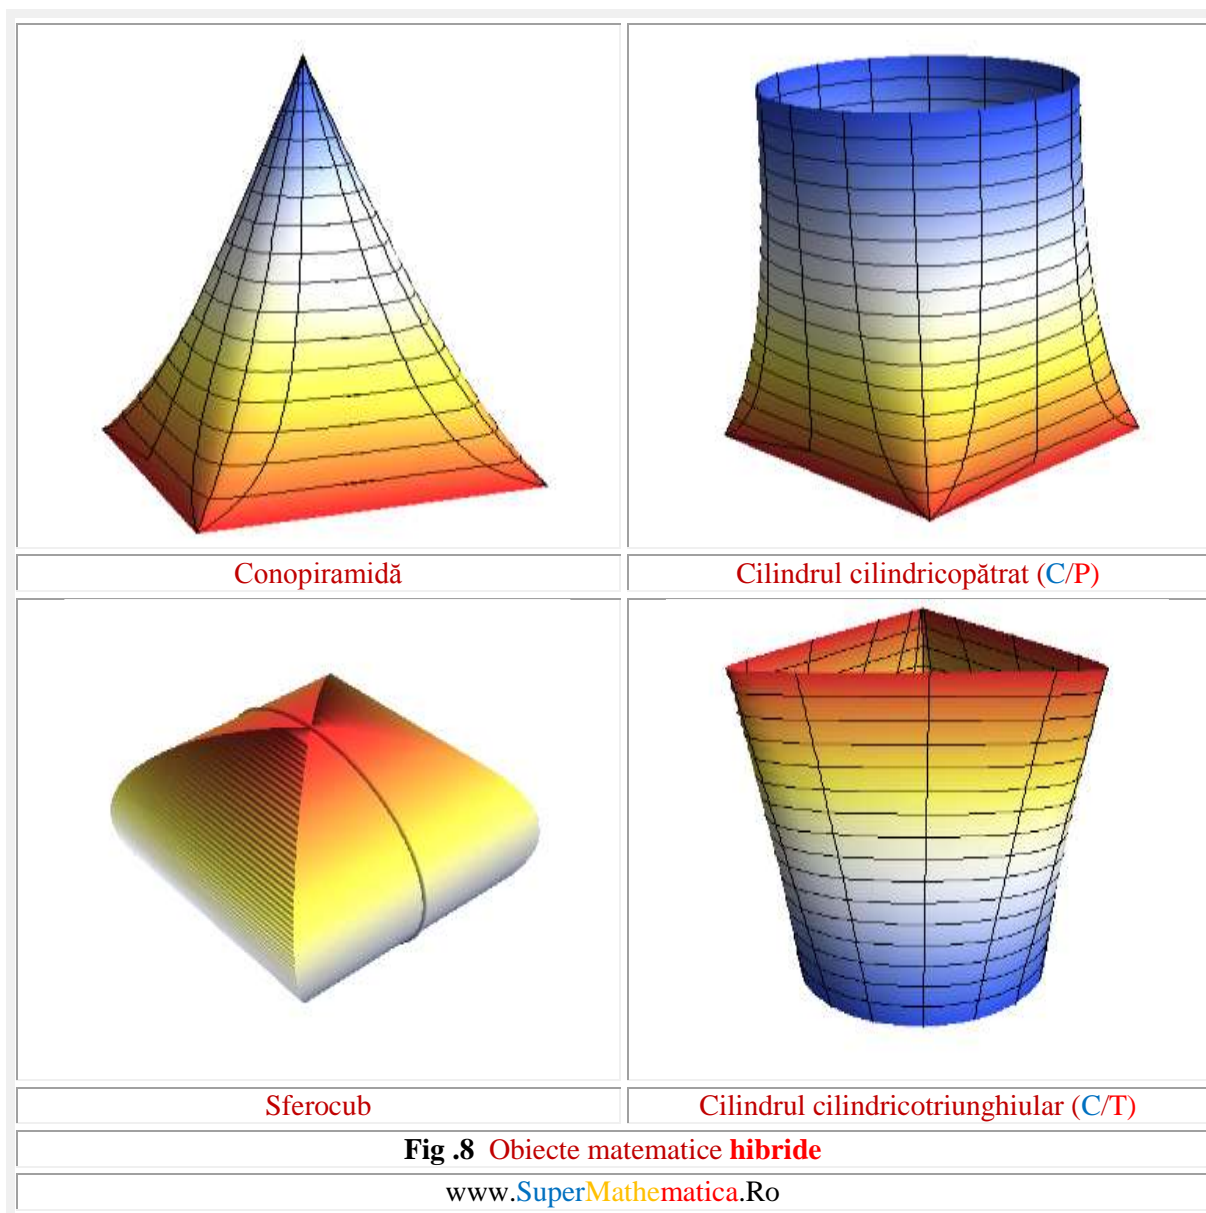 Conopiramidă
Cilindrul cilindricopătrat (C/P)
Sferocub
Cilindrul cilindricotriunghiular (C/T)
Fig .8 Obiecte matematice hibride
www.SuperMathematica.Ro